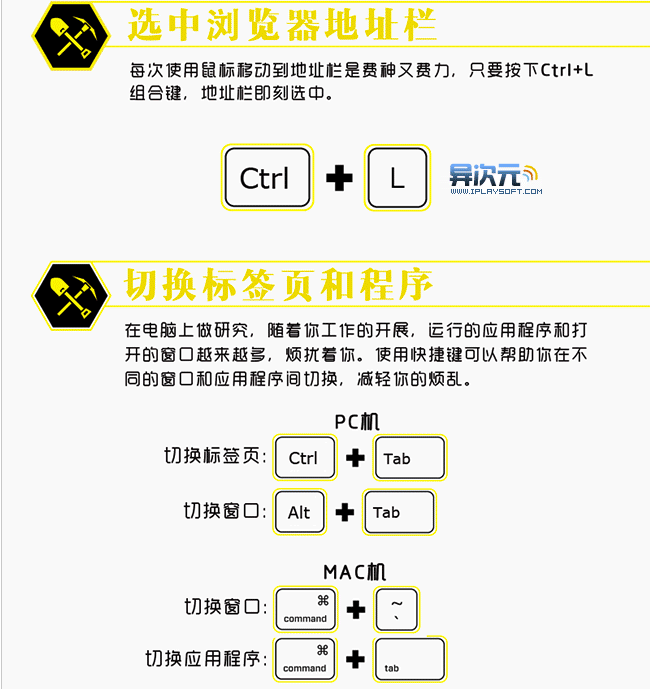 选中浏览器地址栏
每次使用鼠标移动到地址栏是费神又费力，只要按下Ctrl+L
组合键，地址栏即刻选中。
Ctrl + L
异次元
WWW.IPLAYSOFT.COM
切换标签页和程序
在电脑上做研究，随着你工作的开展，运行的应用程序和打
开的窗口越来越多，烦扰着你。使用快捷键可以帮助你在不
同的窗口和应用程序间切换，减轻你的烦乱。
PC机
切换标签页: Ctrl + Tab
切换窗口: Alt + Tab
MAC机
切换窗口: ⌘ command + ~ `
切换应用程序: ⌘ command + tab